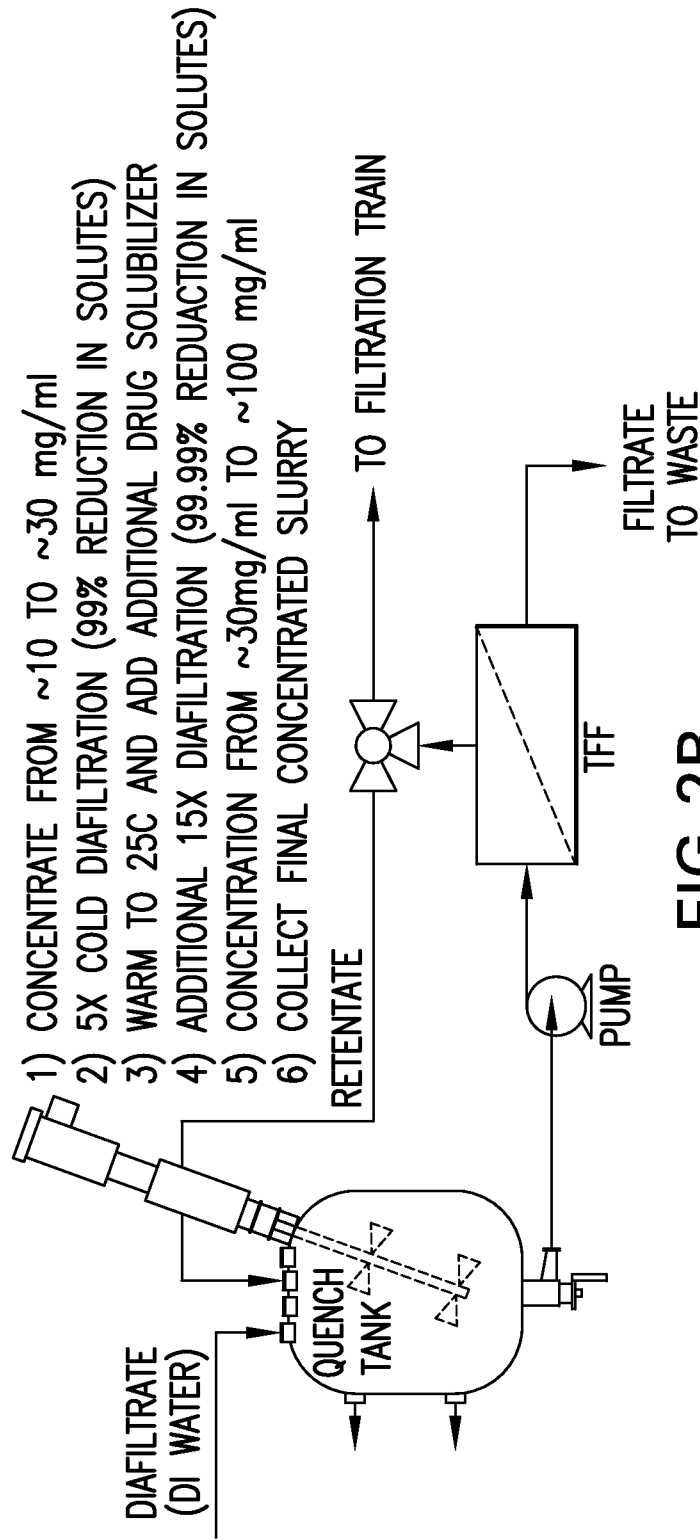 1) CONCENTRATE FROM ~10 TO ~30 mg/ml
2) 5X COLD DIAFILTRATION (99% REDUCTION IN SOLUTES)
3) WARM TO 25C AND ADD ADDITIONAL DRUG SOLUBILIZER
4) ADDITIONAL 15X DIAFILTRATION (99.99% REDUACTION IN SOLUTES)
5) CONCENTRATION FROM ~30mg/ml TO ~100 mg/ml
6) COLLECT FINAL CONCENTRATED SLURRY
DIAFILTRATE
(DI WATER)
RETENTATE
TO FILTRATION TRAIN
QUENCH
TANK
PUMP
TFF
FILTRATE
TO WASTE
FIG. 2B